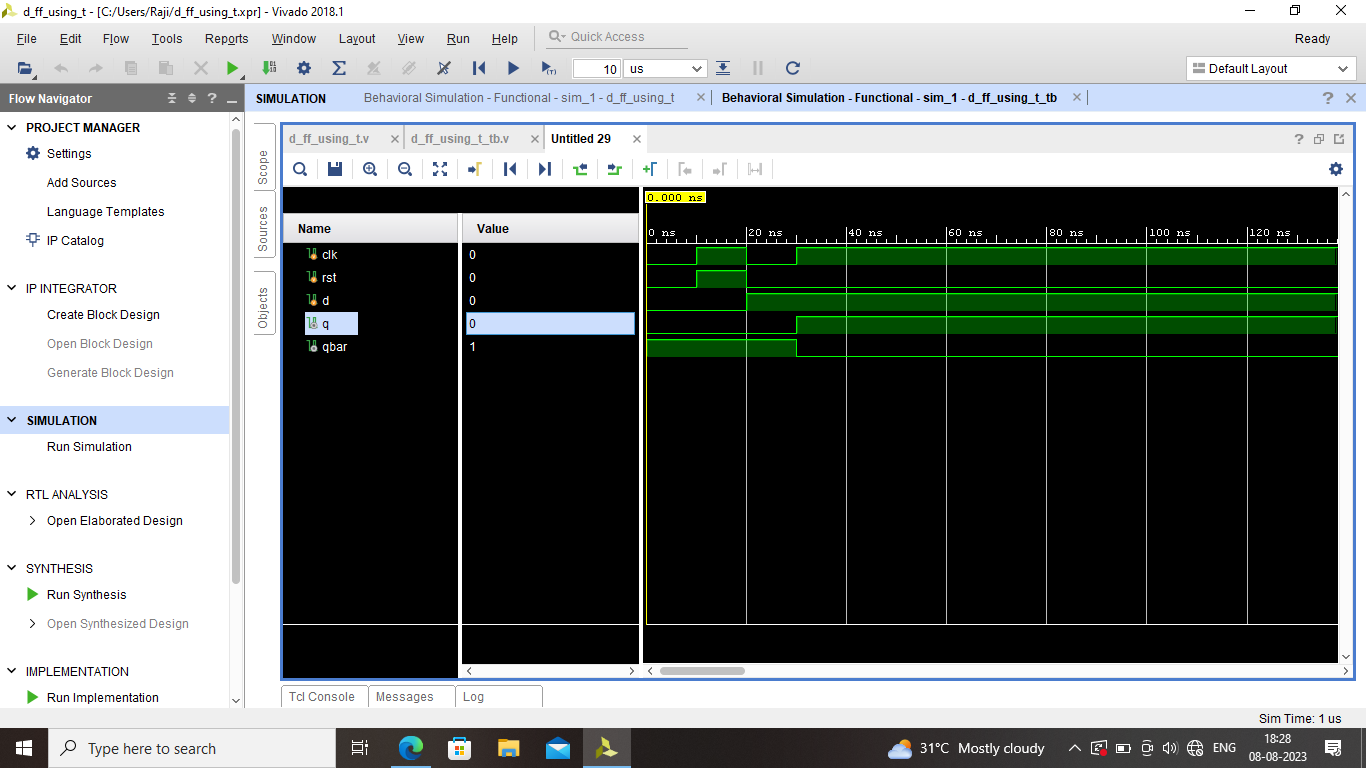 d_ff_using_t - [C:/Users/Raji/d_ff_using_t.xpr] - Vivado 2018.1
File Edit Flow Tools Reports Window Layout View Run Help Quick Access Ready
10 us Default Layout
Flow Navigator
SIMULATION Behavioral Simulation - Functional - sim_1 - d_ff_using_t Behavioral Simulation - Functional - sim_1 - d_ff_using_t_tb
PROJECT MANAGER
Settings
Add Sources
Language Templates
IP Catalog
IP INTEGRATOR
Create Block Design
Open Block Design
Generate Block Design
SIMULATION
Run Simulation
RTL ANALYSIS
Open Elaborated Design
SYNTHESIS
Run Synthesis
Open Synthesized Design
IMPLEMENTATION
Run Implementation
Scope
Sources
Objects
d_ff_using_t.v d_ff_using_t_tb.v Untitled 29
0.000 ns
Name Value
0 ns 20 ns 40 ns 60 ns 80 ns 100 ns 120 ns
clk 0
rst 0
d 0
q 0
qbar 1
Tcl Console Messages Log
Sim Time: 1 us
Type here to search
31°C Mostly cloudy
ENG
18:28
08-08-2023